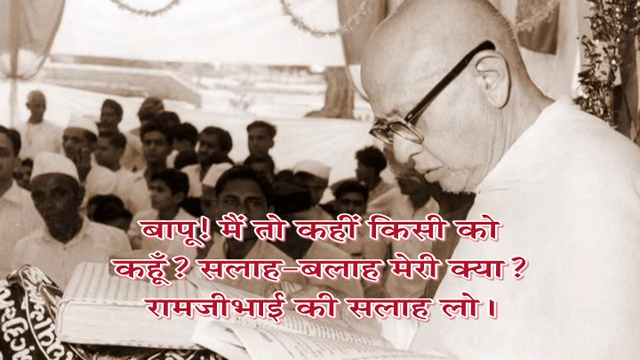 बापू! मैं तो कहीं किसी को
कहूँ? सलाह-बलाह मेरी क्या?
रामजीभाई की सलाह लो।